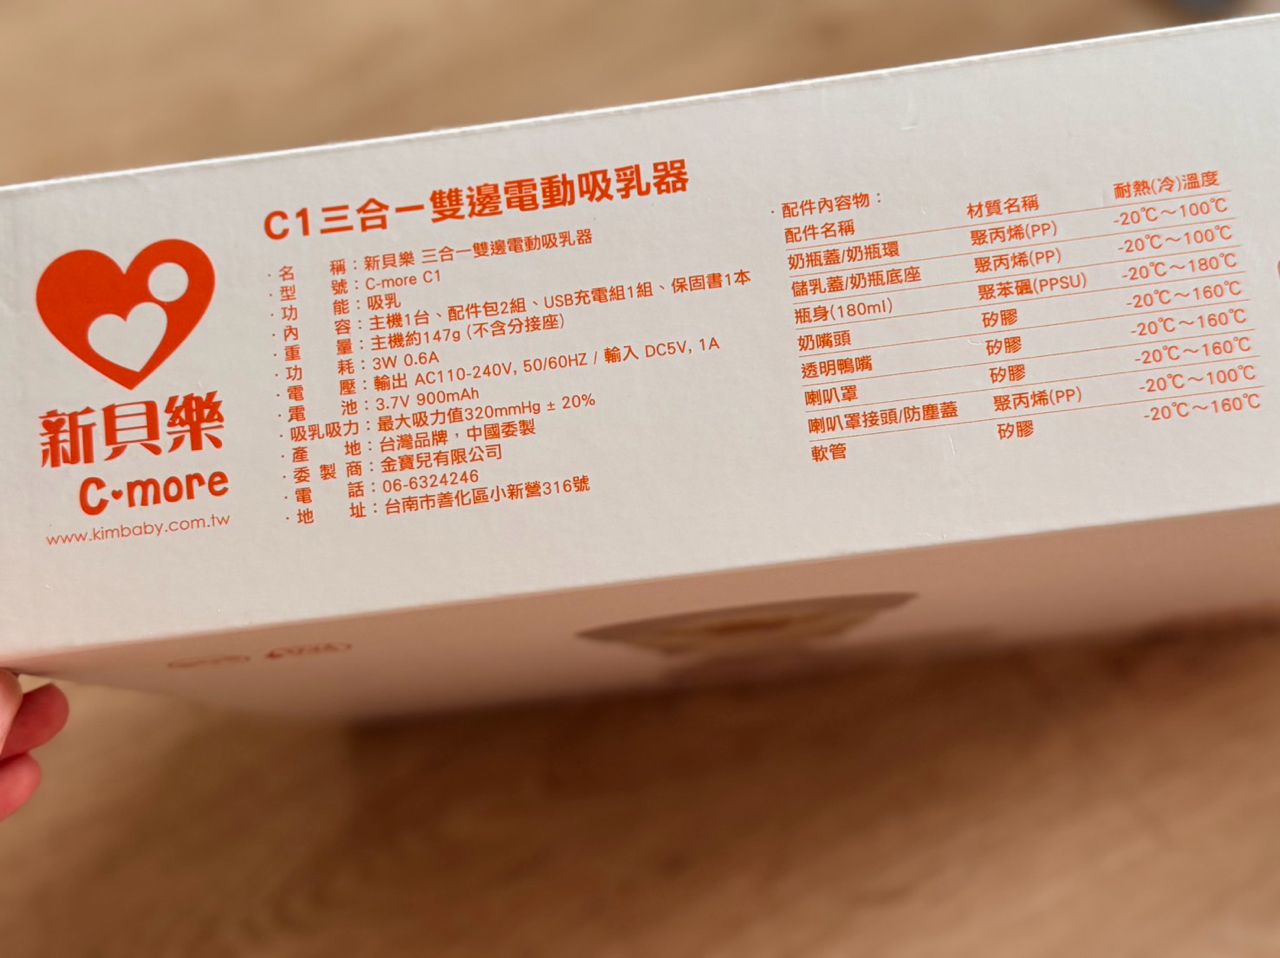 新貝樂
C·more
www.kimbaby.com.tw
C1三合一雙邊電動吸乳器
·名稱：新貝樂 三合一雙邊電動吸乳器
·型號：C-more C1
·功能：吸乳
·內容：主機1台、配件包2組、USB充電組1組、保固書1本
·重量：主機約147g (不含分接座)
·功耗：3W 0.6A
·電壓：輸出 AC110-240V, 50/60HZ / 輸入 DC5V, 1A
·電池：3.7V 900mAh
·吸乳吸力：最大吸力值320mmHg ± 20%
·產地：台灣品牌，中國委製
·委製商：金寶兒有限公司
·電話：06-6324246
·地址：台南市善化區小新營316號
·配件內容物：
配件名稱 材質名稱 耐熱(冷)溫度
奶瓶蓋/奶瓶環 聚丙烯(PP) -20℃～100℃
儲乳蓋/奶瓶底座 聚丙烯(PP) -20℃～100℃
瓶身(180ml) 聚苯碸(PPSU) -20℃～180℃
奶嘴頭 矽膠 -20℃～160℃
透明鴨嘴 矽膠 -20℃～160℃
喇叭罩 矽膠 -20℃～160℃
喇叭罩接頭/防塵蓋 聚丙烯(PP) -20℃～100℃
軟管 矽膠 -20℃～160℃